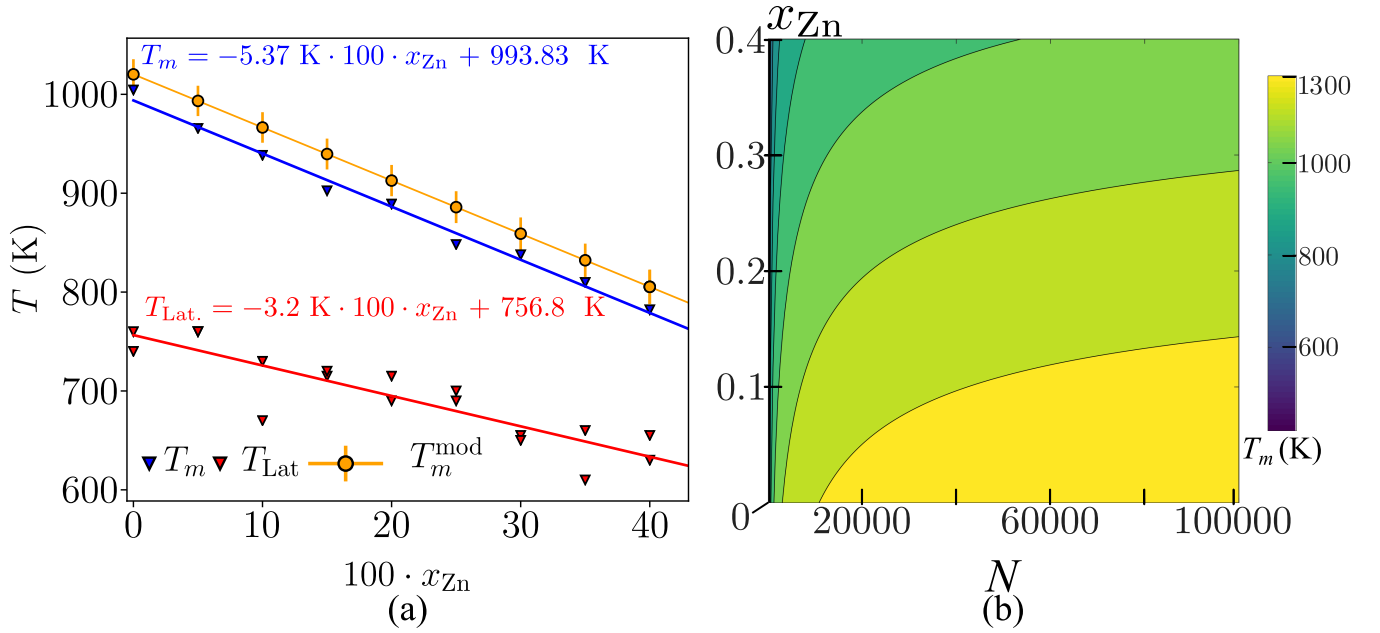 T_m = −5.37 K · 100 · x_Zn + 993.83 K
T_Lat. = −3.2 K · 100 · x_Zn + 756.8 K
T (K)
1000
900
800
700
600
T_m T_Lat T_m^mod
0 10 20 30 40
100 · x_Zn
(a)
x_Zn
0.4
0.3
0.2
0.1
0
20000 60000 100000
N
(b)
1300
1000
800
600
T_m (K)